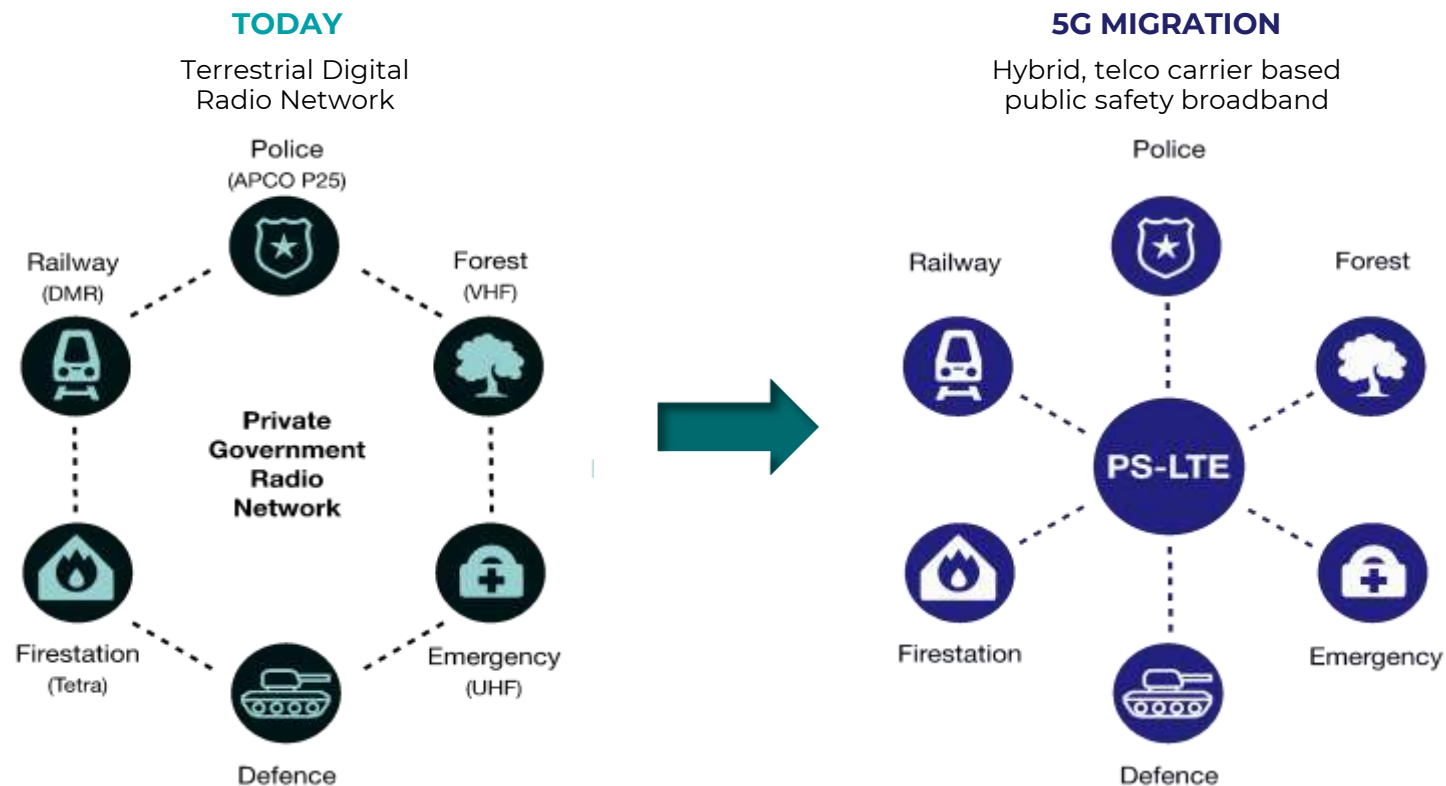 TODAY
Terrestrial Digital
Radio Network
Police
(APCO P25)
Railway
(DMR)
Forest
(VHF)
Private
Government
Radio
Network
Firestation
(Tetra)
Emergency
(UHF)
Defence
5G MIGRATION
Hybrid, telco carrier based
public safety broadband
Police
Railway
Forest
PS-LTE
Firestation
Emergency
Defence